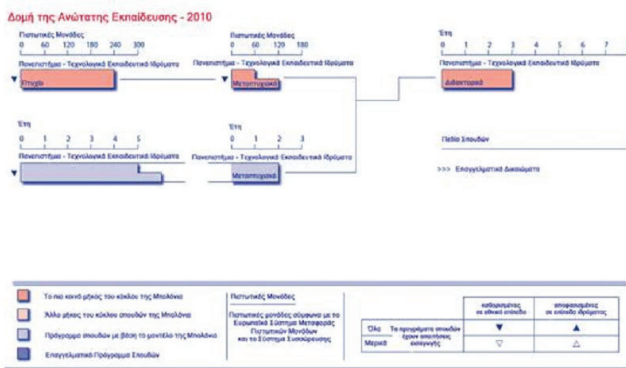 Δομή της Ανώτατης Εκπαίδευσης - 2010
Πιστωτικές Μονάδες
0 60 120 180 240 300
Πανεπιστήμια - Τεχνολογικά Εκπαιδευτικά Ιδρύματα
Πτυχίο
Πιστωτικές Μονάδες
0 60 120 180
Πανεπιστήμια - Τεχνολογικά Εκπαιδευτικά Ιδρύματα
Μεταπτυχιακό
Έτη
0 1 2 3 4 5 6 7
Πανεπιστήμια - Τεχνολογικά Εκπαιδευτικά Ιδρύματα
Διδακτορικό
Έτη
0 1 2 3 4 5
Πανεπιστήμια - Τεχνολογικά Εκπαιδευτικά Ιδρύματα
Έτη
0 1 2 3
Πανεπιστήμια - Τεχνολογικά Εκπαιδευτικά Ιδρύματα
Μεταπτυχιακό
Πεδίο Σπουδών
>>> Επαγγελματικά Δικαιώματα
Το πιο κοινό μήκος του κύκλου της Μπολόνια
Άλλο μήκος του κύκλου σπουδών της Μπολόνια
Πρόγραμμα σπουδών με βάση το μοντέλο της Μπολόνια
Επαγγελματικό Πρόγραμμα Σπουδών
Πιστωτικές Μονάδες
Πιστωτικές μονάδες σύμφωνα με το
Ευρωπαϊκό Σύστημα Μεταφοράς
Πιστωτικών Μονάδων
και το Σύστημα Συσσώρευσης
καθορισμένες
σε εθνικό επίπεδο
αποφασισμένες
σε επίπεδο ιδρύματος
Όλα Τα προγράμματα σπουδών
έχουν απαιτήσεις
Μερικά εισαγωγής